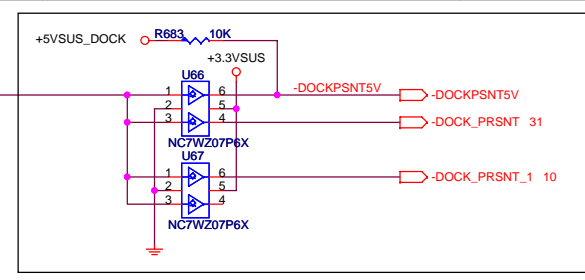 +5VSUS_DOCK R683 10K
+3.3VSUS
U66
1 6 -DOCKPSNT5V -DOCKPSNT5V
2 5
3 4 -DOCK_PRSNT 31
NC7WZ07P6X
U67
1 6 -DOCK_PRSNT_1 10
2 5
3 4
NC7WZ07P6X